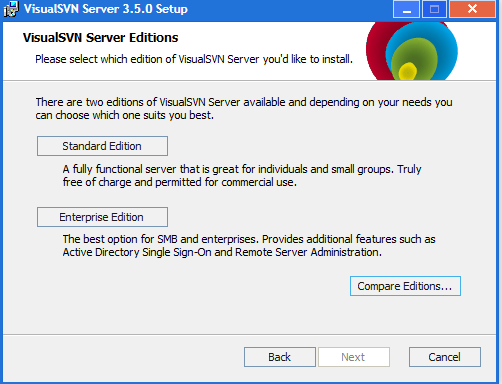 VisualSVN Server 3.5.0 Setup
VisualSVN Server Editions
Please select which edition of VisualSVN Server you'd like to install.
There are two editions of VisualSVN Server available and depending on your needs you
can choose which one suits you best.
Standard Edition
A fully functional server that is great for individuals and small groups. Truly
free of charge and permitted for commercial use.
Enterprise Edition
The best option for SMB and enterprises. Provides additional features such as
Active Directory Single Sign-On and Remote Server Administration.
Compare Editions...
Back
Next
Cancel